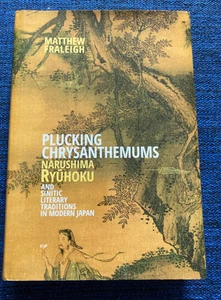 MATTHEW
FRALEIGH
PLUCKING
CHRYSANTHEMUMS
NARUSHIMA
RYŪHOKU
AND
SINITIC
LITERARY
TRADITIONS
IN MODERN JAPAN